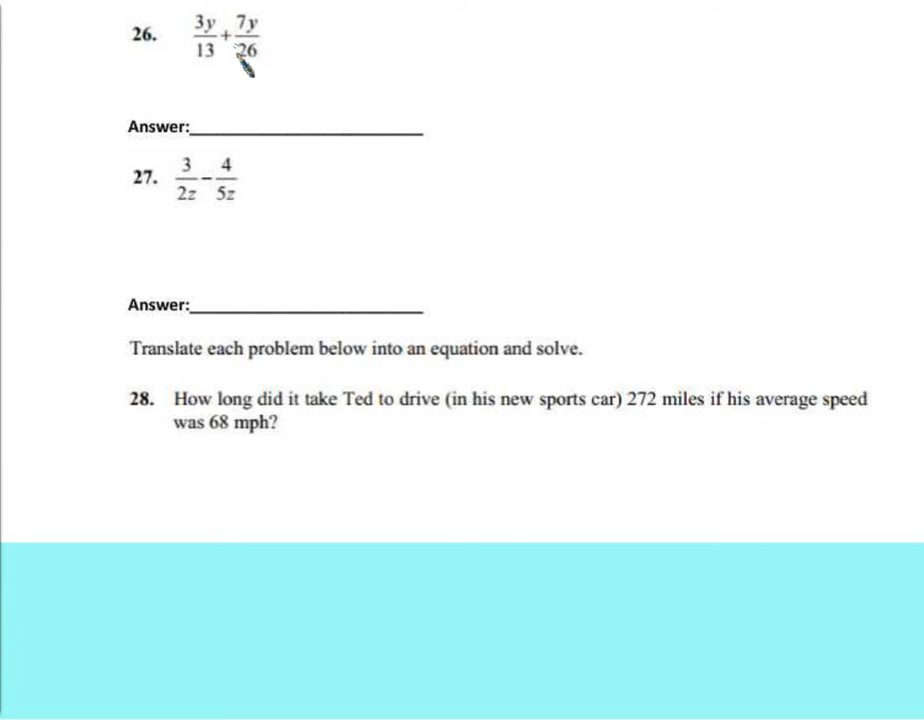 26. 3y/13 + 7y/26
Answer:
27. 3/2z − 4/5z
Answer:
Translate each problem below into an equation and solve.
28. How long did it take Ted to drive (in his new sports car) 272 miles if his average speed
was 68 mph?